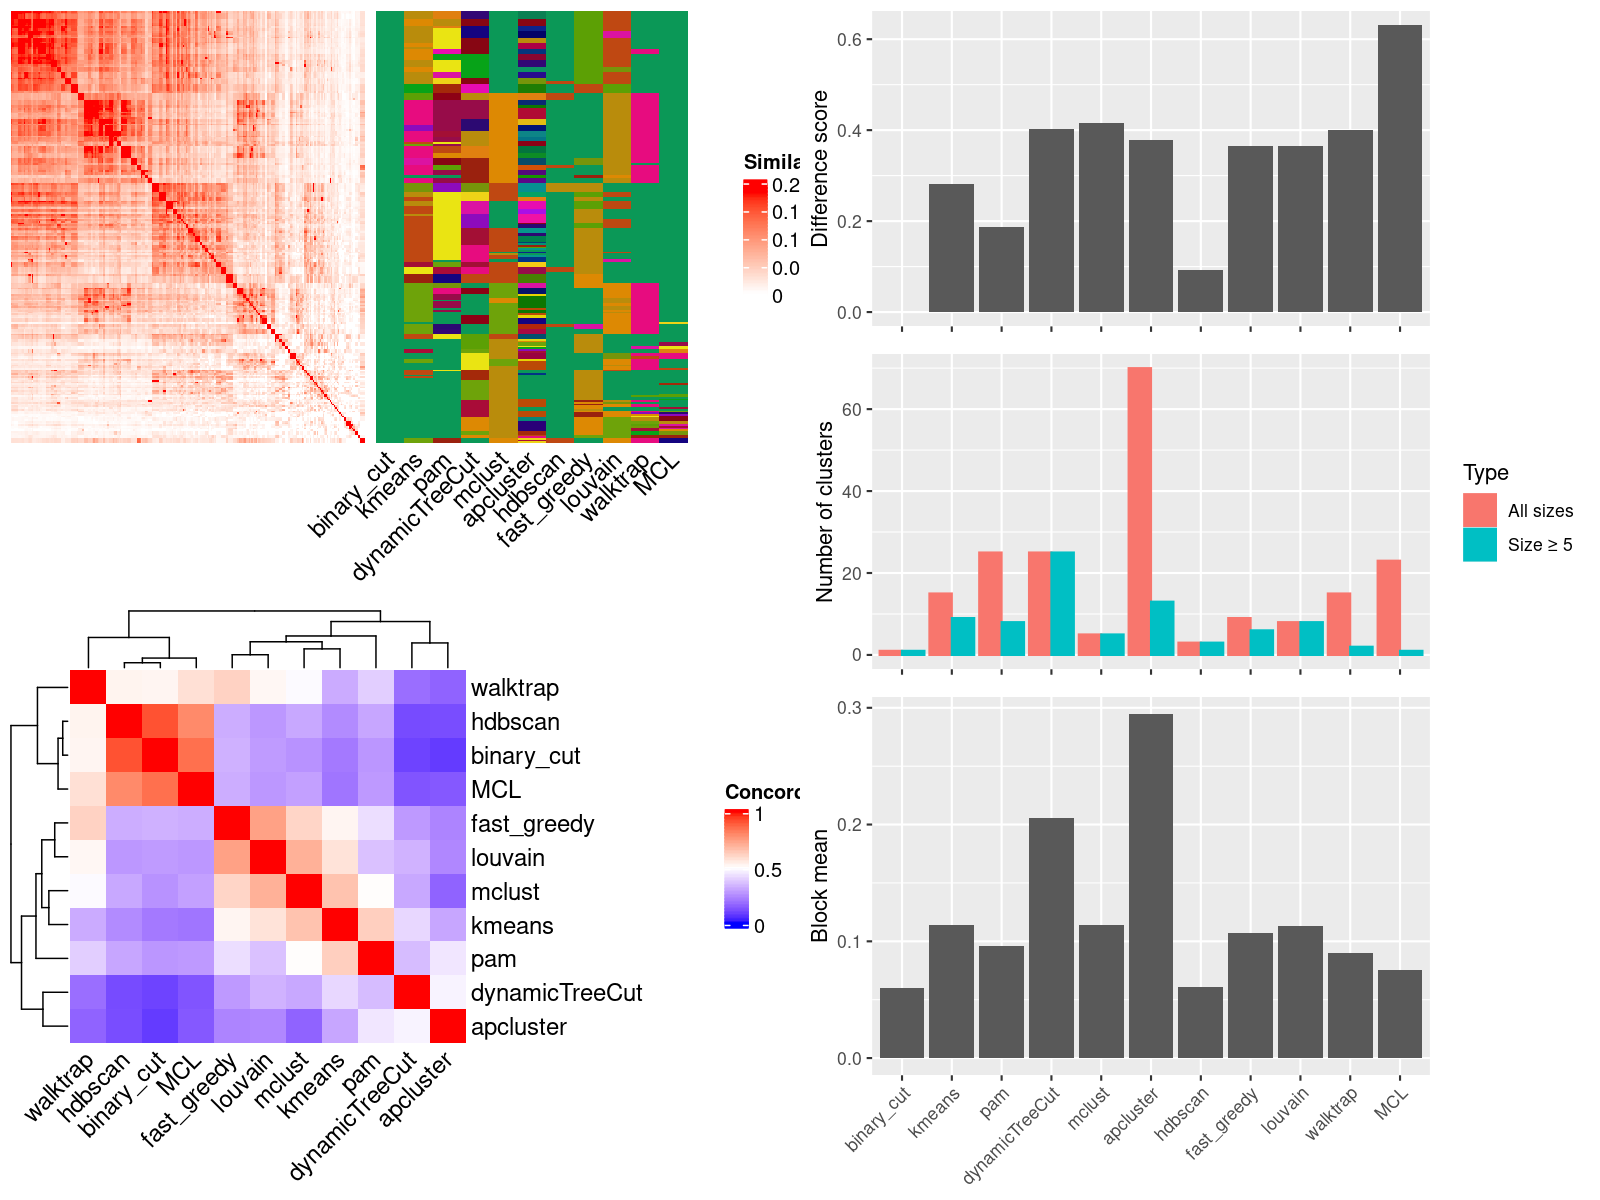 Simila
0.2
0.1
0.1
0.0
0
binary_cut
kmeans
pam
dynamicTreeCut
mclust
apcluster
hdbscan
fast_greedy
louvain
walktrap
MCL
walktrap
hdbscan
binary_cut
MCL
fast_greedy
louvain
mclust
kmeans
pam
dynamicTreeCut
apcluster
walktrap
hdbscan
binary_cut
MCL
fast_greedy
louvain
mclust
kmeans
pam
dynamicTreeCut
apcluster
Concord
1
0.5
0
Difference score
0.6
0.4
0.2
0.0
Number of clusters
60
40
20
0
Type
All sizes
Size ≥ 5
Block mean
0.3
0.2
0.1
0.0
binary_cut
kmeans
pam
dynamicTreeCut
mclust
apcluster
hdbscan
fast_greedy
louvain
walktrap
MCL